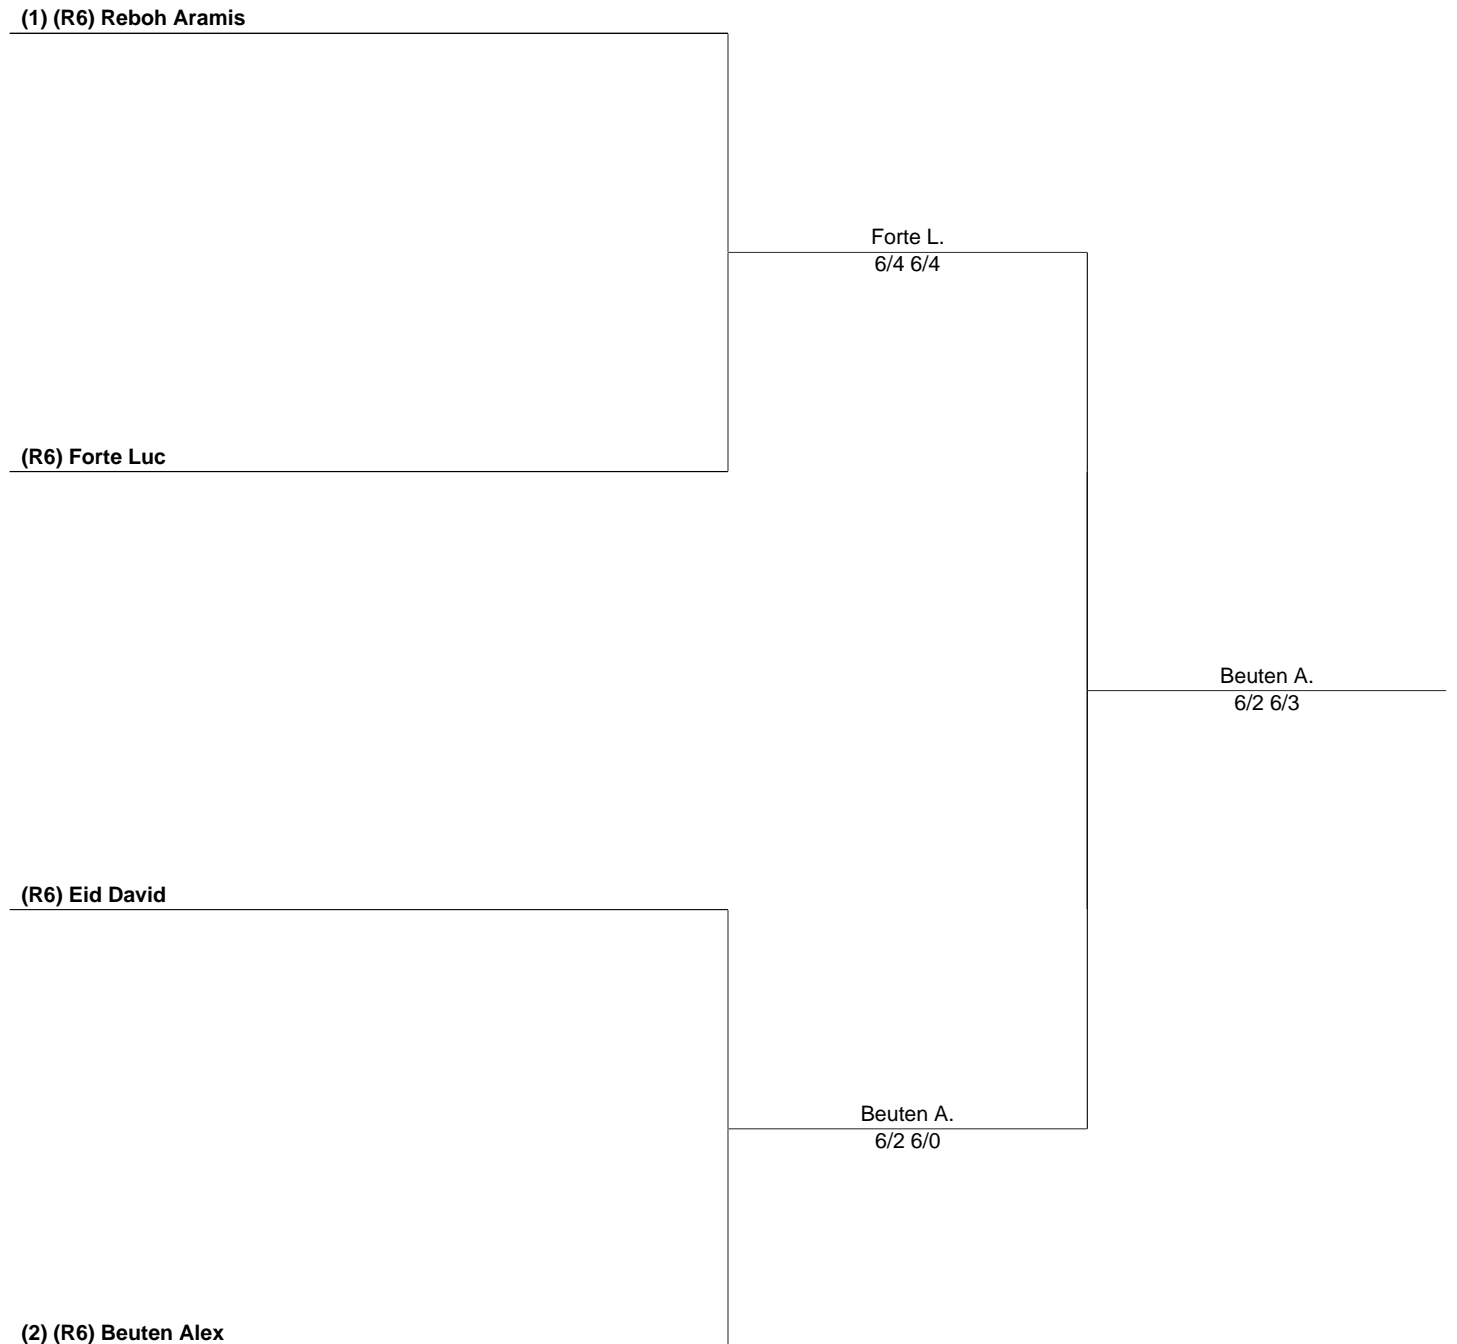 (1) (R6) Reboh Aramis
Forte L.
6/4 6/4
(R6) Forte Luc
Beuten A.
6/2 6/3
(R6) Eid David
Beuten A.
6/2 6/0
(2) (R6) Beuten Alex